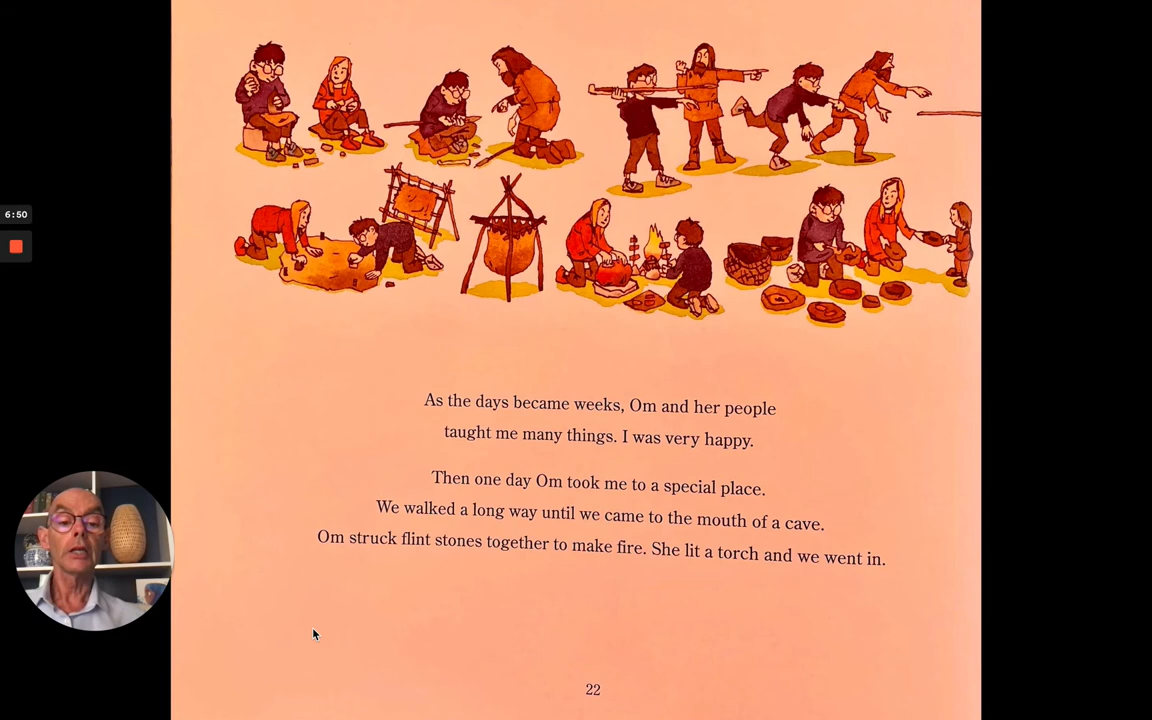 6:50
As the days became weeks, Om and her people
taught me many things. I was very happy.
Then one day Om took me to a special place.
We walked a long way until we came to the mouth of a cave.
Om struck flint stones together to make fire. She lit a torch and we went in.
22